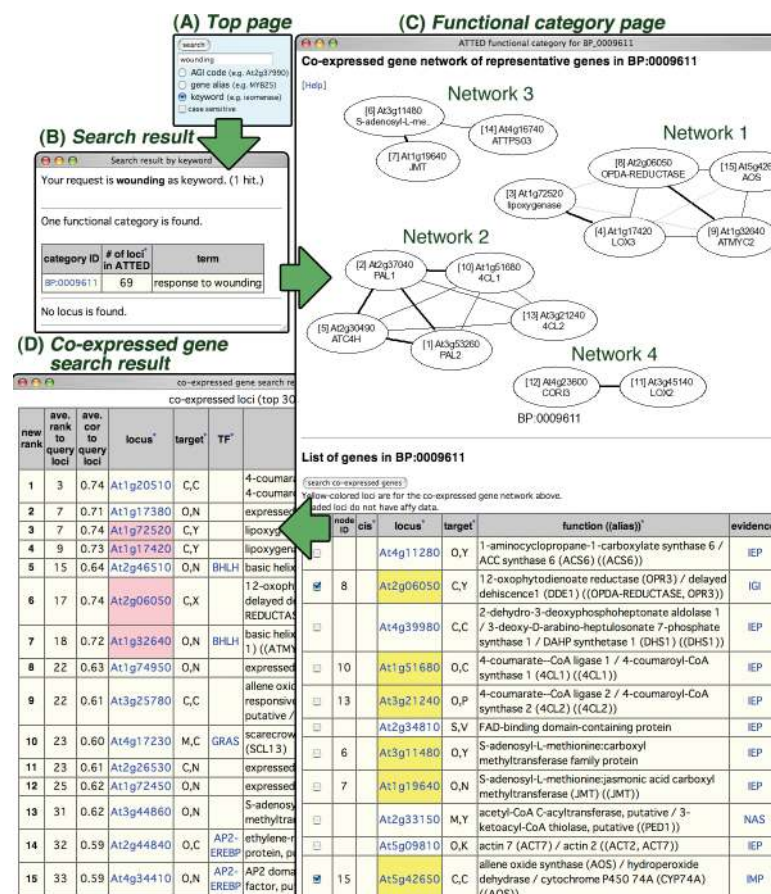 (A) Top page
search
wounding
AGI code (e.g. At2g37990)
gene alias (e.g. MYB25)
keyword (e.g. isomerase)
case sensitive
(B) Search result
Search result by keyword
Your request is wounding as keyword. (1 hit.)
One functional category is found.
category ID # of loci* in ATTED term
BP:0009611 69 response to wounding
No locus is found.
(C) Functional category page
ATTED functional category for BP_0009611
Co-expressed gene network of representative genes in BP:0009611
[Help]
Network 3
[6] At3g11480
S-adenosyl-L-me..
[14] At4g16740
ATTPS03
[7] At1g19640
JMT
Network 1
[8] At2g06050
OPDA-REDUCTASE
[15] At5g426
AOS
[3] At1g72520
lipoxygenase
[4] At1g17420
LOX3
[9] At1g32640
ATMYC2
Network 2
[2] At2g37040
PAL1
[10] At1g51680
4CL1
[13] At3g21240
4CL2
[5] At2g30490
ATC4H
[1] At3g53260
PAL2
Network 4
[12] At4g23600
CORI3
[11] At3g45140
LOX2
BP:0009611
List of genes in BP:0009611
search co-expressed genes
Yellow-colored loci are for the co-expressed gene network above.
loci do not have affy data.
node ID cis* locus* target* function ((alias))* evidence
At4g11280 O,Y 1-aminocyclopropane-1-carboxylate synthase 6 /
ACC synthase 6 (ACS6) ((ACS6)) IEP
8 At2g06050 C,Y 12-oxophytodienoate reductase (OPR3) / delayed
dehiscence1 (DDE1) ((OPDA-REDUCTASE, OPR3)) IGI
At4g39980 C,C 2-dehydro-3-deoxyphosphoheptonate aldolase 1
/ 3-deoxy-D-arabino-heptulosonate 7-phosphate
synthase 1 / DAHP synthetase 1 (DHS1) ((DHS1)) IEP
10 At1g51680 O,C 4-coumarate--CoA ligase 1 / 4-coumaroyl-CoA
synthase 1 (4CL1) ((4CL1)) IEP
13 At3g21240 O,P 4-coumarate--CoA ligase 2 / 4-coumaroyl-CoA
synthase 2 (4CL2) ((4CL2)) IEP
At2g34810 S,V FAD-binding domain-containing protein IEP
6 At3g11480 O,Y S-adenosyl-L-methionine:carboxyl
methyltransferase family protein IEP
7 At1g19640 O,N S-adenosyl-L-methionine:jasmonic acid carboxyl
methyltransferase (JMT) ((JMT)) IEP
At2g33150 M,Y acetyl-CoA C-acyltransferase, putative / 3-
ketoacyl-CoA thiolase, putative ((PED1)) NAS
At5g09810 O,K actin 7 (ACT7) / actin 2 ((ACT2, ACT7)) IEP
15 At5g42650 C,C allene oxide synthase (AOS) / hydroperoxide
dehydrase / cytochrome P450 74A (CYP74A)
((AOS)) IMP
(D) Co-expressed gene
search result
co-expressed gene search re
co-expressed loci (top 30
new rank ave. rank to query loci ave. cor to query loci locus* target* TF*
1 3 0.74 At1g20510 C,C 4-coumar
4-coumar
2 7 0.71 At1g17380 O,N expressed
3 7 0.74 At1g72520 C,Y lipoxyg
4 9 0.73 At1g17420 C,Y lipoxygen
5 15 0.64 At2g46510 O,N BHLH basic helix
6 17 0.74 At2g06050 C,X 12-oxoph
delayed d
REDUCTAS
7 18 0.72 At1g32640 O,N BHLH basic helix
1) ((ATM
8 22 0.63 At1g74950 O,N expressed
9 22 0.61 At3g25780 C,C allene oxid
responsiv
putative /
10 23 0.60 At4g17230 M,C GRAS scarecrow
(SCL13)
11 23 0.61 At2g26530 C,N expressed
12 25 0.62 At1g72450 O,N expressed
13 31 0.62 At3g44860 O,N S-adenosy
methyltra
14 32 0.59 At2g44840 O,C AP2-EREBP ethylene-r
protein, p
15 33 0.59 At4g34410 O,N AP2-EREBP AP2 doma
factor, pu